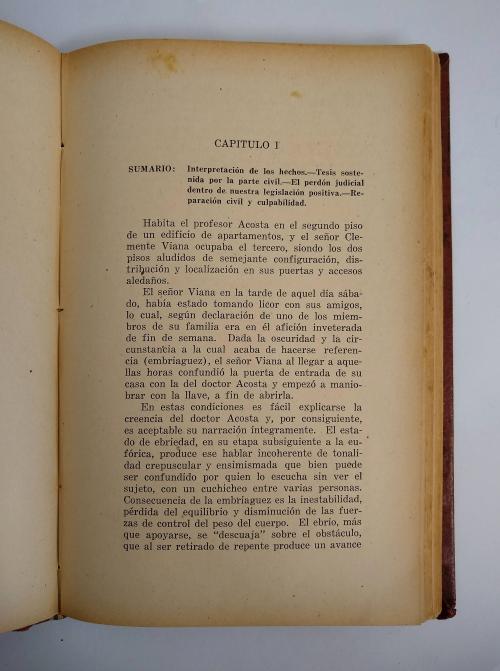 CAPITULO I
SUMARIO: Interpretación de los hechos.—Tesis soste-
nida por la parte civil.—El perdón judicial
dentro de nuestra legislación positiva.—Re-
paración civil y culpabilidad.
Habita el profesor Acosta en el segundo piso
de un edificio de apartamentos, y el señor Cle-
mente Viana ocupaba el tercero, siondo los dos
pisos aludidos de semejante configuración, dis-
tribución y localización en sus puertas y accesos
aledaños.
El señor Viana en la tarde de aquel día sába-
do, había estado tomando licor con sus amigos,
lo cual, según declaración de uno de los miem-
bros de su familia era en él afición inveterada
de fin de semana. Dada la oscuridad y la cir-
cunstancia a la cual acaba de hacerse referen-
cia (embriaguez), el señor Viana al llegar a aque-
llas horas confundió la puerta de entrada de su
casa con la del doctor Acosta y empezó a manio-
brar con la llave, a fin de abrirla.
En estas condiciones es fácil explicarse la
creencia del doctor Acosta y, por consiguiente,
es aceptable su narración íntegramente. El esta-
do de ebriedad, en su etapa subsiguiente a la eu-
fórica, produce ese hablar incoherente de tonali-
dad crepuscular y ensimismada que bien puede
ser confundido por quien lo escucha sin ver el
sujeto, con un cuchicheo entre varias personas.
Consecuencia de la embriaguez es la inestabilidad,
pérdida del equilibrio y disminución de las fuer-
zas de control del peso del cuerpo. El ebrio, más
que apoyarse, se "descuaja" sobre el obstáculo,
que al ser retirado de repente produce un avance